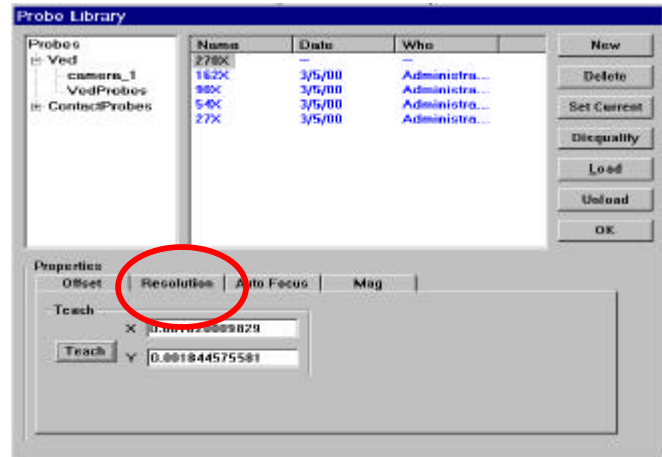 Probe Library
Probes
Ved
camera_1
VedProbes
ContactProbes
Name Date Who
270X -- --
162X 3/5/00 Administra...
90X 3/5/00 Administra...
54X 3/5/00 Administra...
27X 3/5/00 Administra...
New
Delete
Set Current
Disqualify
Load
Unload
OK
Properties
Offset Resolution Auto Focus Mag
Teach
X
Teach Y 0.001844575581